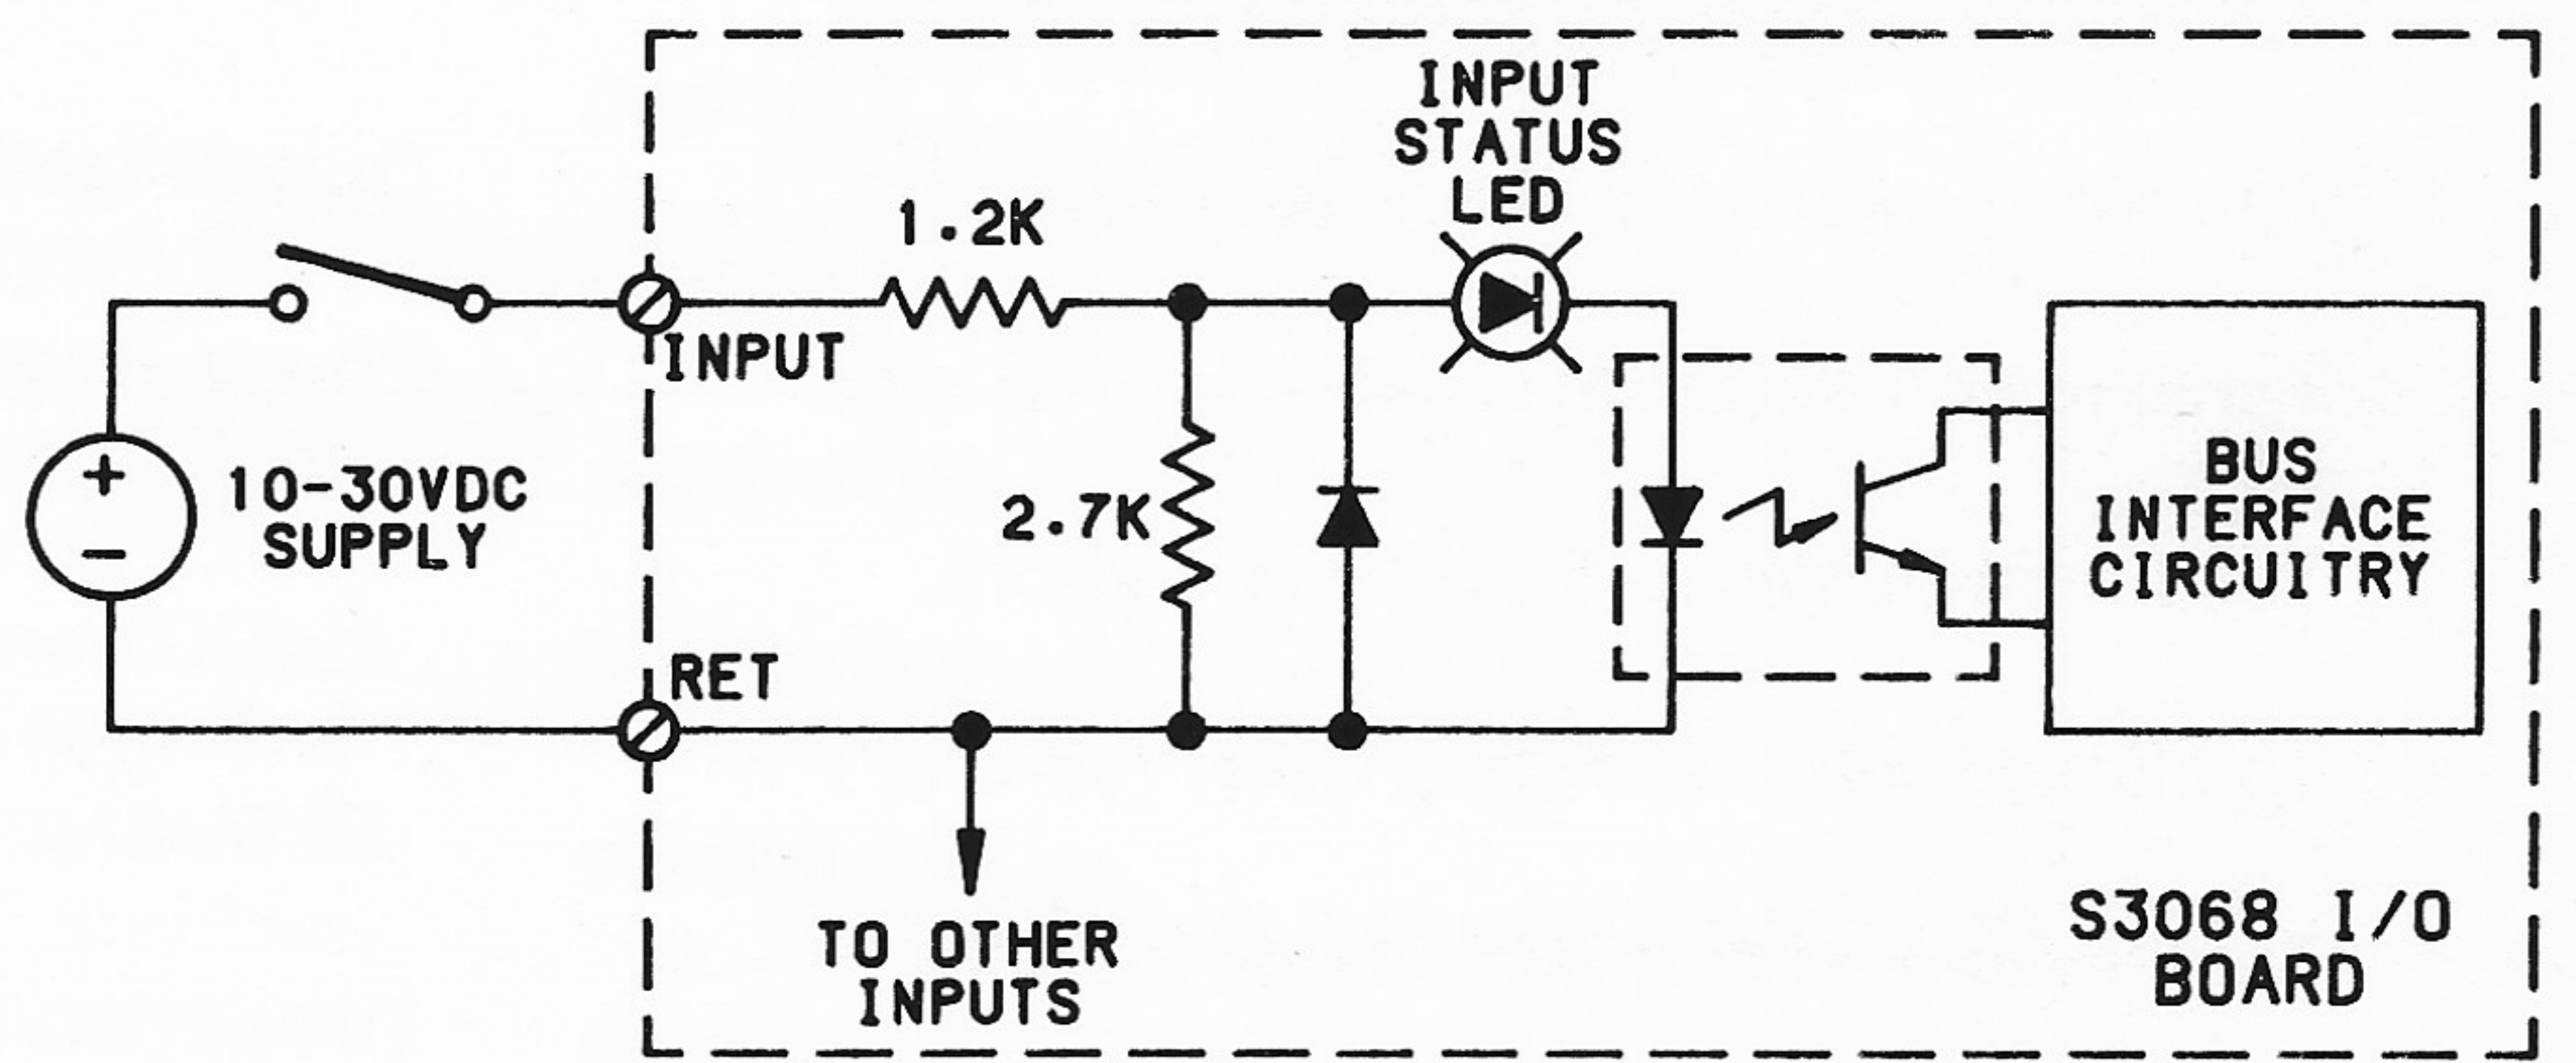 INPUT
STATUS
LED
1.2K
INPUT
+
-
10-30VDC
SUPPLY
2.7K
BUS
INTERFACE
CIRCUITRY
RET
TO OTHER
INPUTS
S3068 I/O
BOARD